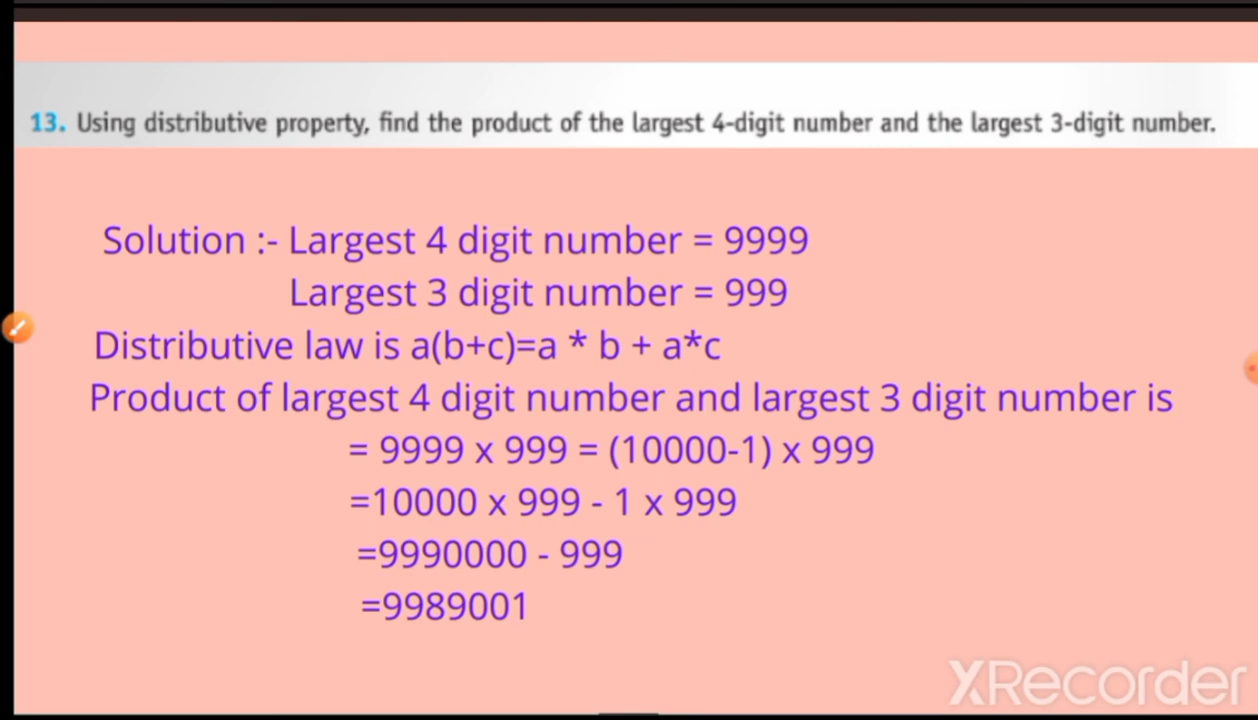 13. Using distributive property, find the product of the largest 4-digit number and the largest 3-digit number.
Solution :- Largest 4 digit number = 9999
Largest 3 digit number = 999
Distributive law is a(b+c)=a * b + a*c
Product of largest 4 digit number and largest 3 digit number is
= 9999 x 999 = (10000-1) x 999
=10000 x 999 - 1 x 999
=9990000 - 999
=9989001
XRecorder